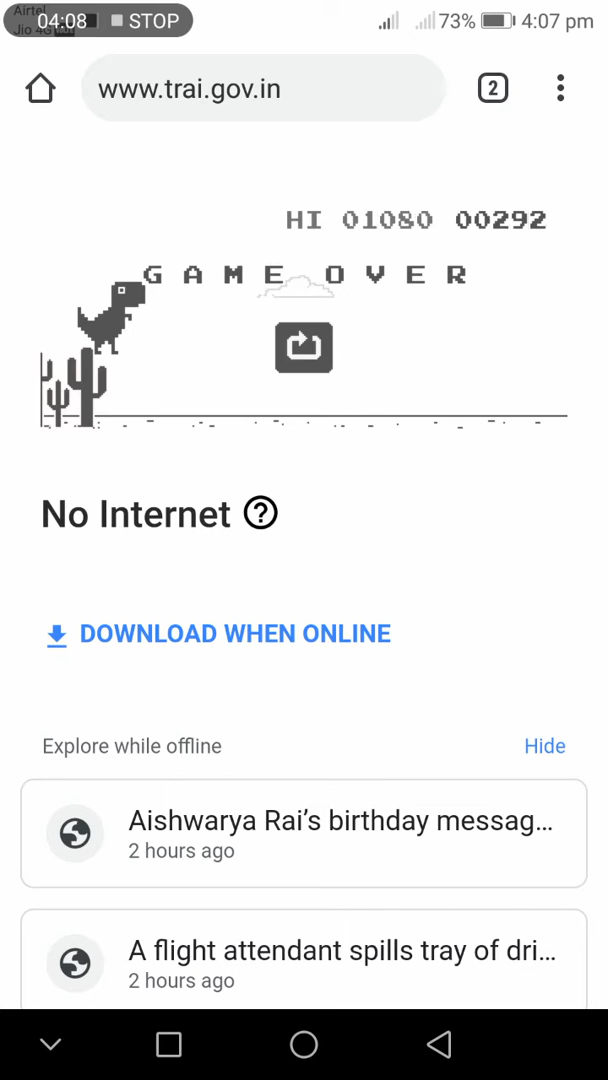 Airtel
Jio 4G
04:08 STOP
73% 4:07 pm
www.trai.gov.in
2
HI 01080 00292
GAME OVER
No Internet ?
DOWNLOAD WHEN ONLINE
Explore while offline
Hide
Aishwarya Rai’s birthday messag...
2 hours ago
A flight attendant spills tray of dri...
2 hours ago